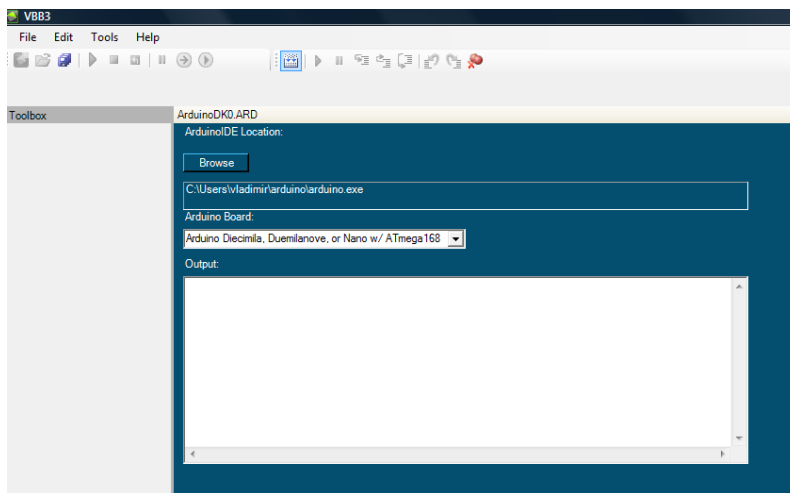 VBB3
File Edit Tools Help
Toolbox
ArduinoDK0.ARD
ArduinoIDE Location:
Browse
C:\Users\vladimir\arduino\arduino.exe
Arduino Board:
Arduino Diecimila, Duemilanove, or Nano w/ ATmega168
Output: